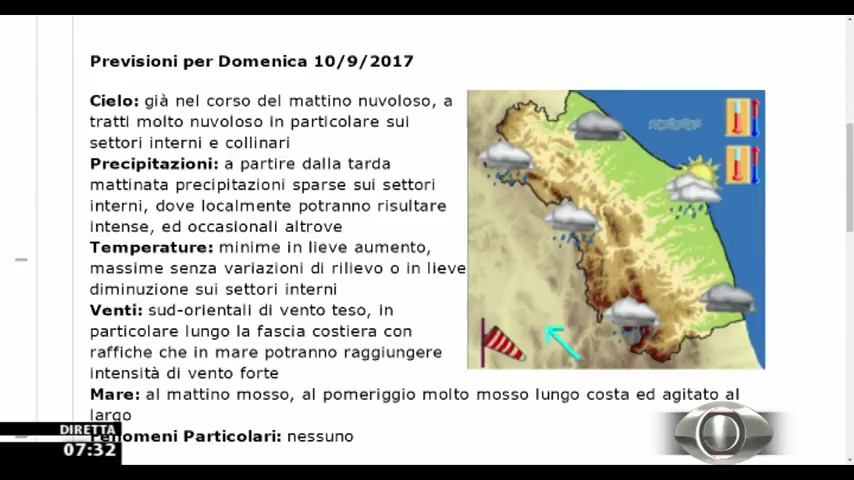 Previsioni per Domenica 10/9/2017
Cielo: già nel corso del mattino nuvoloso, a
tratti molto nuvoloso in particolare sui
settori interni e collinari
Precipitazioni: a partire dalla tarda
mattinata precipitazioni sparse sui settori
interni, dove localmente potranno risultare
intense, ed occasionali altrove
Temperature: minime in lieve aumento,
massime senza variazioni di rilievo o in lieve
diminuzione sui settori interni
Venti: sud-orientali di vento teso, in
particolare lungo la fascia costiera con
raffiche che in mare potranno raggiungere
intensità di vento forte
Mare: al mattino mosso, al pomeriggio molto mosso lungo costa ed agitato al
largo
Fenomeni Particolari: nessuno
DIRETTA
07:32